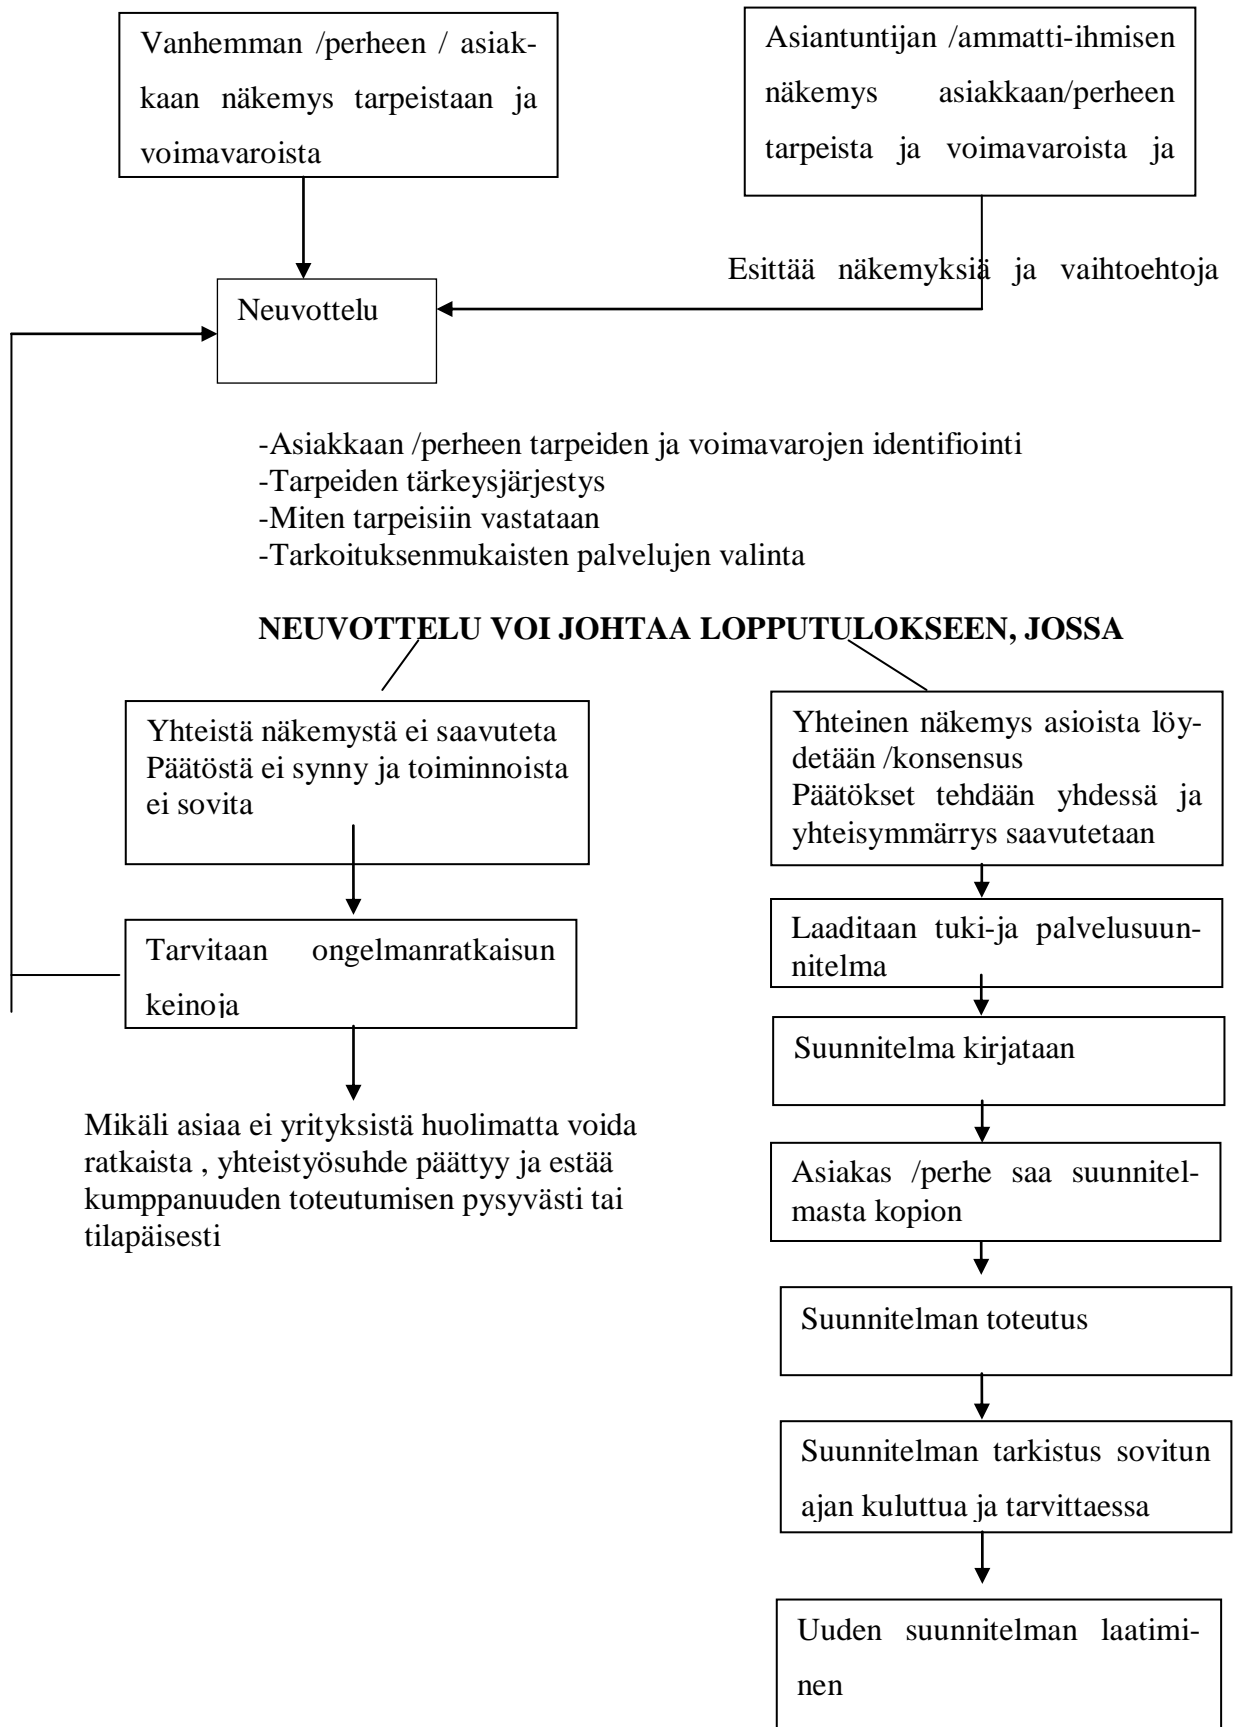 Vanhemman /perheen / asiak-
kaan näkemys tarpeistaan ja
voimavaroista
Asiantuntijan /ammatti-ihmisen
näkemys asiakkaan/perheen
tarpeista ja voimavaroista ja
Esittää näkemyksiä ja vaihtoehtoja
Neuvottelu
-Asiakkaan /perheen tarpeiden ja voimavarojen identifiointi
-Tarpeiden tärkeysjärjestys
-Miten tarpeisiin vastataan
-Tarkoituksenmukaisten palvelujen valinta
NEUVOTTELU VOI JOHTAA LOPPUTULOKSEEN, JOSSA
Yhteistä näkemystä ei saavuteta
Päätöstä ei synny ja toiminnoista
ei sovita
Tarvitaan ongelmanratkaisun
keinoja
Mikäli asiaa ei yrityksistä huolimatta voida
ratkaista , yhteistyösuhde päättyy ja estää
kumppanuuden toteutumisen pysyvästi tai
tilapäisesti
Yhteinen näkemys asioista löy-
detään /konsensus
Päätökset tehdään yhdessä ja
yhteisymmärrys saavutetaan
Laaditaan tuki-ja palvelusuun-
nitelma
Suunnitelma kirjataan
Asiakas /perhe saa suunnitel-
masta kopion
Suunnitelman toteutus
Suunnitelman tarkistus sovitun
ajan kuluttua ja tarvittaessa
Uuden suunnitelman laatimi-
nen